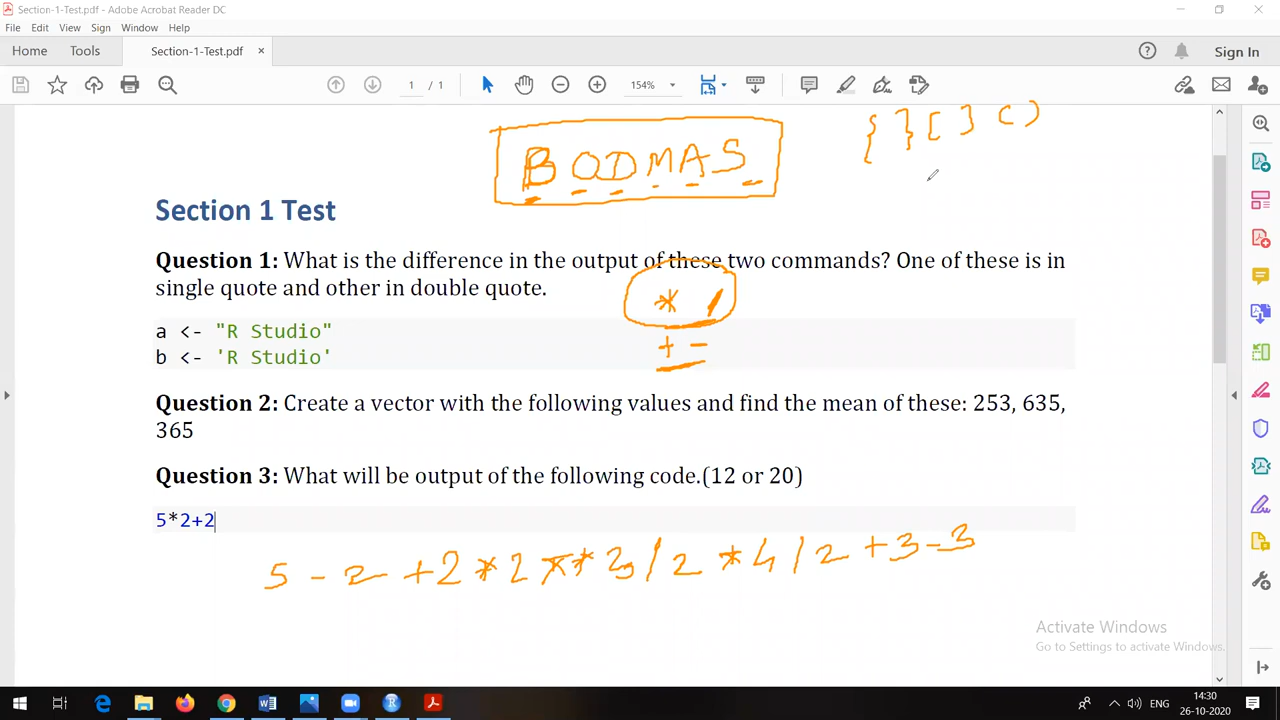 Section-1-Test.pdf - Adobe Acrobat Reader DC
File Edit View Sign Window Help
Home Tools Section-1-Test.pdf × Sign In
1 / 1 154%
{ } [ ] ( )
BODMAS
Section 1 Test
Question 1: What is the difference in the output of these two commands? One of these is in
single quote and other in double quote.
* /
a <- "R Studio"
+ -
b <- 'R Studio'
Question 2: Create a vector with the following values and find the mean of these: 253, 635,
365
Question 3: What will be output of the following code.(12 or 20)
5*2+2
5 - 2 + 2 * 2 ** 3 / 2 * 4 / 2 + 3 - 3
Activate Windows
Go to Settings to activate Windows.
ENG
14:30
26-10-2020